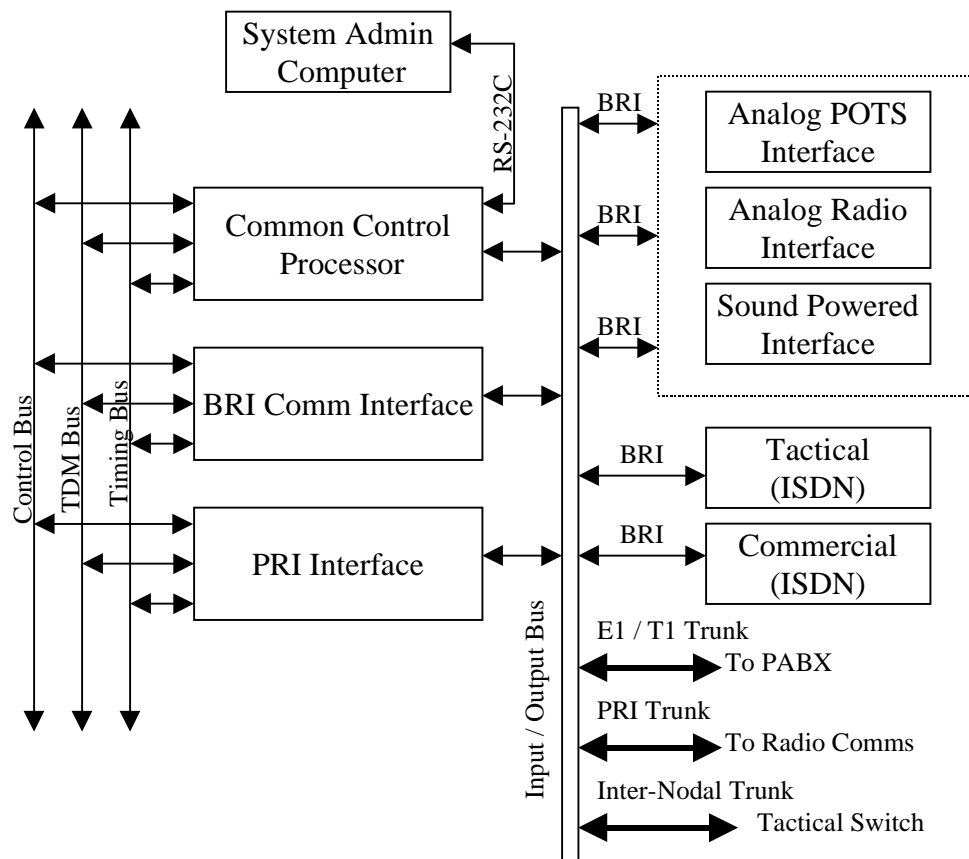 System Admin
Computer
RS-232C
BRI
Analog POTS
Interface
Common Control
Processor
BRI
Analog Radio
Interface
BRI
Sound Powered
Interface
Control Bus
TDM Bus
Timing Bus
BRI Comm Interface
BRI
Tactical
(ISDN)
PRI Interface
BRI
Commercial
(ISDN)
Input / Output Bus
E1 / T1 Trunk
To PABX
PRI Trunk
To Radio Comms
Inter-Nodal Trunk
Tactical Switch